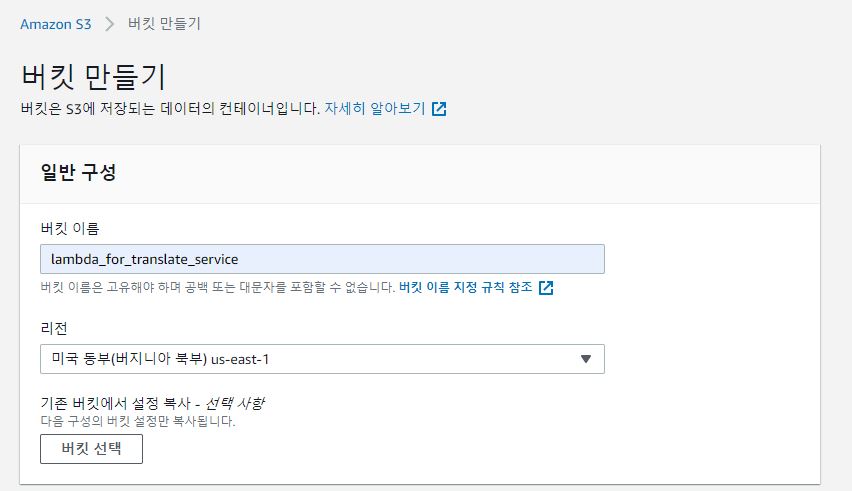 Amazon S3 > 버킷 만들기
버킷 만들기
버킷은 S3에 저장되는 데이터의 컨테이너입니다. 자세히 알아보기
일반 구성
버킷 이름
lambda_for_translate_service
버킷 이름은 고유해야 하며 공백 또는 대문자를 포함할 수 없습니다. 버킷 이름 지정 규칙 참조
리전
미국 동부(버지니아 북부) us-east-1
기존 버킷에서 설정 복사 - 선택 사항
다음 구성의 버킷 설정만 복사됩니다.
버킷 선택